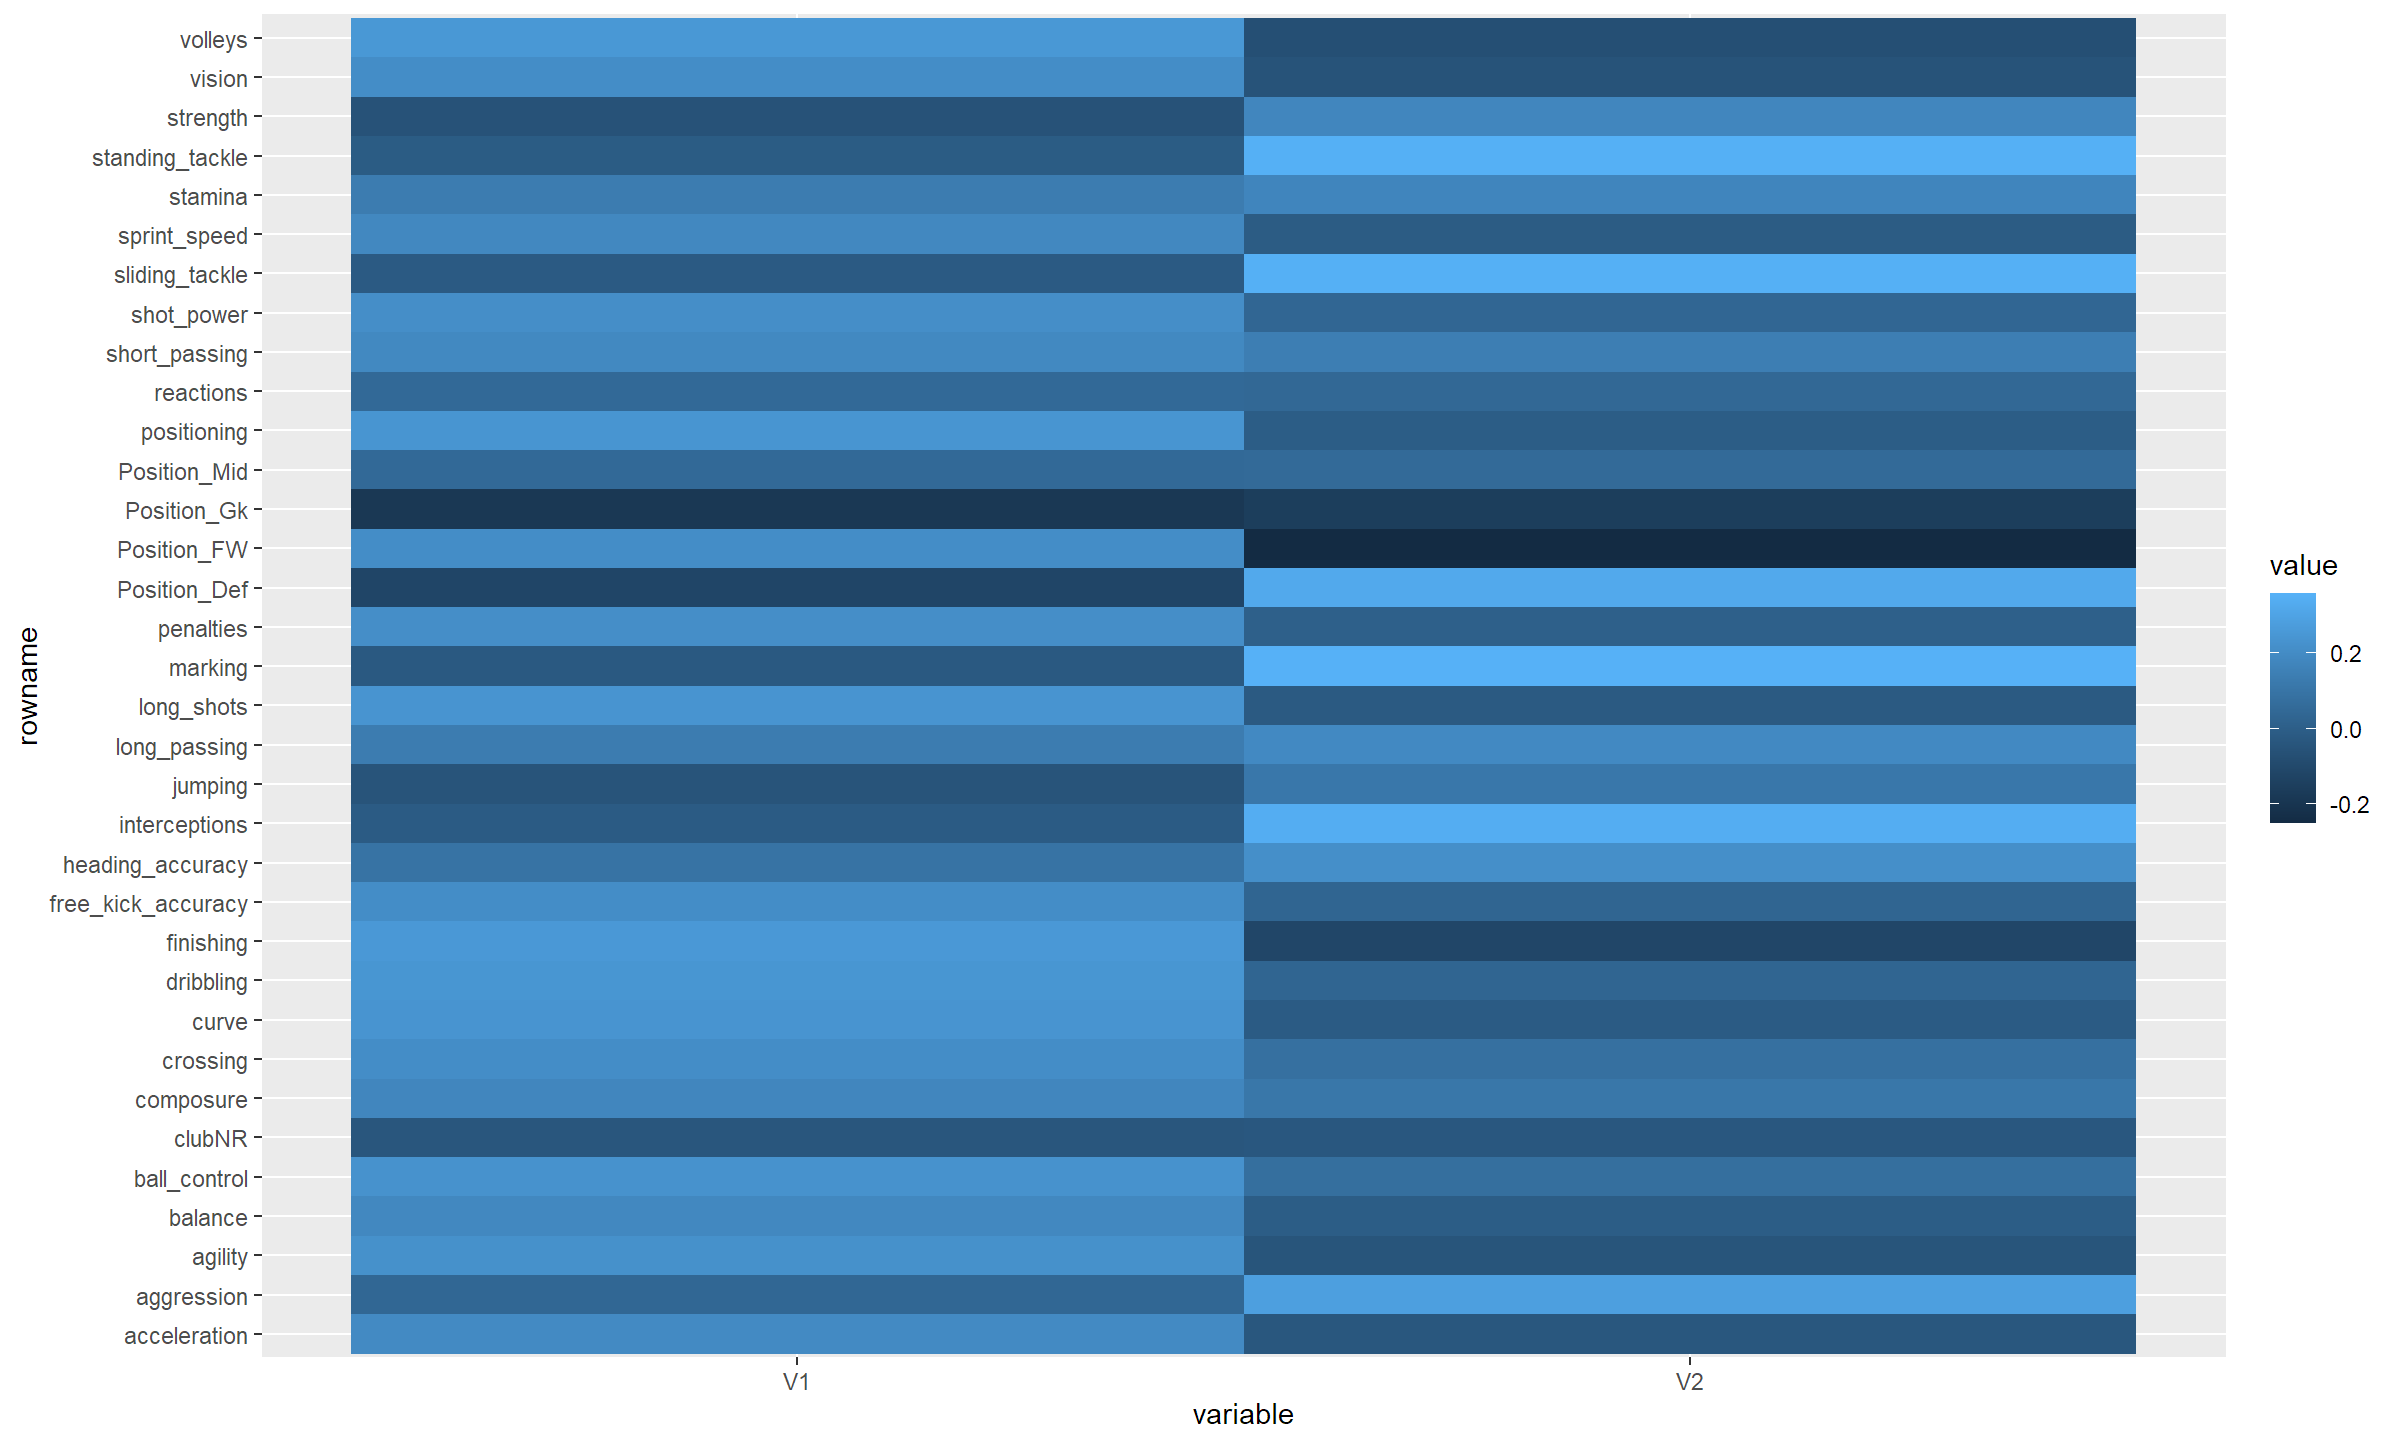 volleys
vision
strength
standing_tackle
stamina
sprint_speed
sliding_tackle
shot_power
short_passing
reactions
positioning
Position_Mid
Position_Gk
Position_FW
Position_Def
penalties
marking
long_shots
long_passing
jumping
interceptions
heading_accuracy
free_kick_accuracy
finishing
dribbling
curve
crossing
composure
clubNR
ball_control
balance
agility
aggression
acceleration
rowname
V1
V2
variable
value
0.2
0.0
-0.2